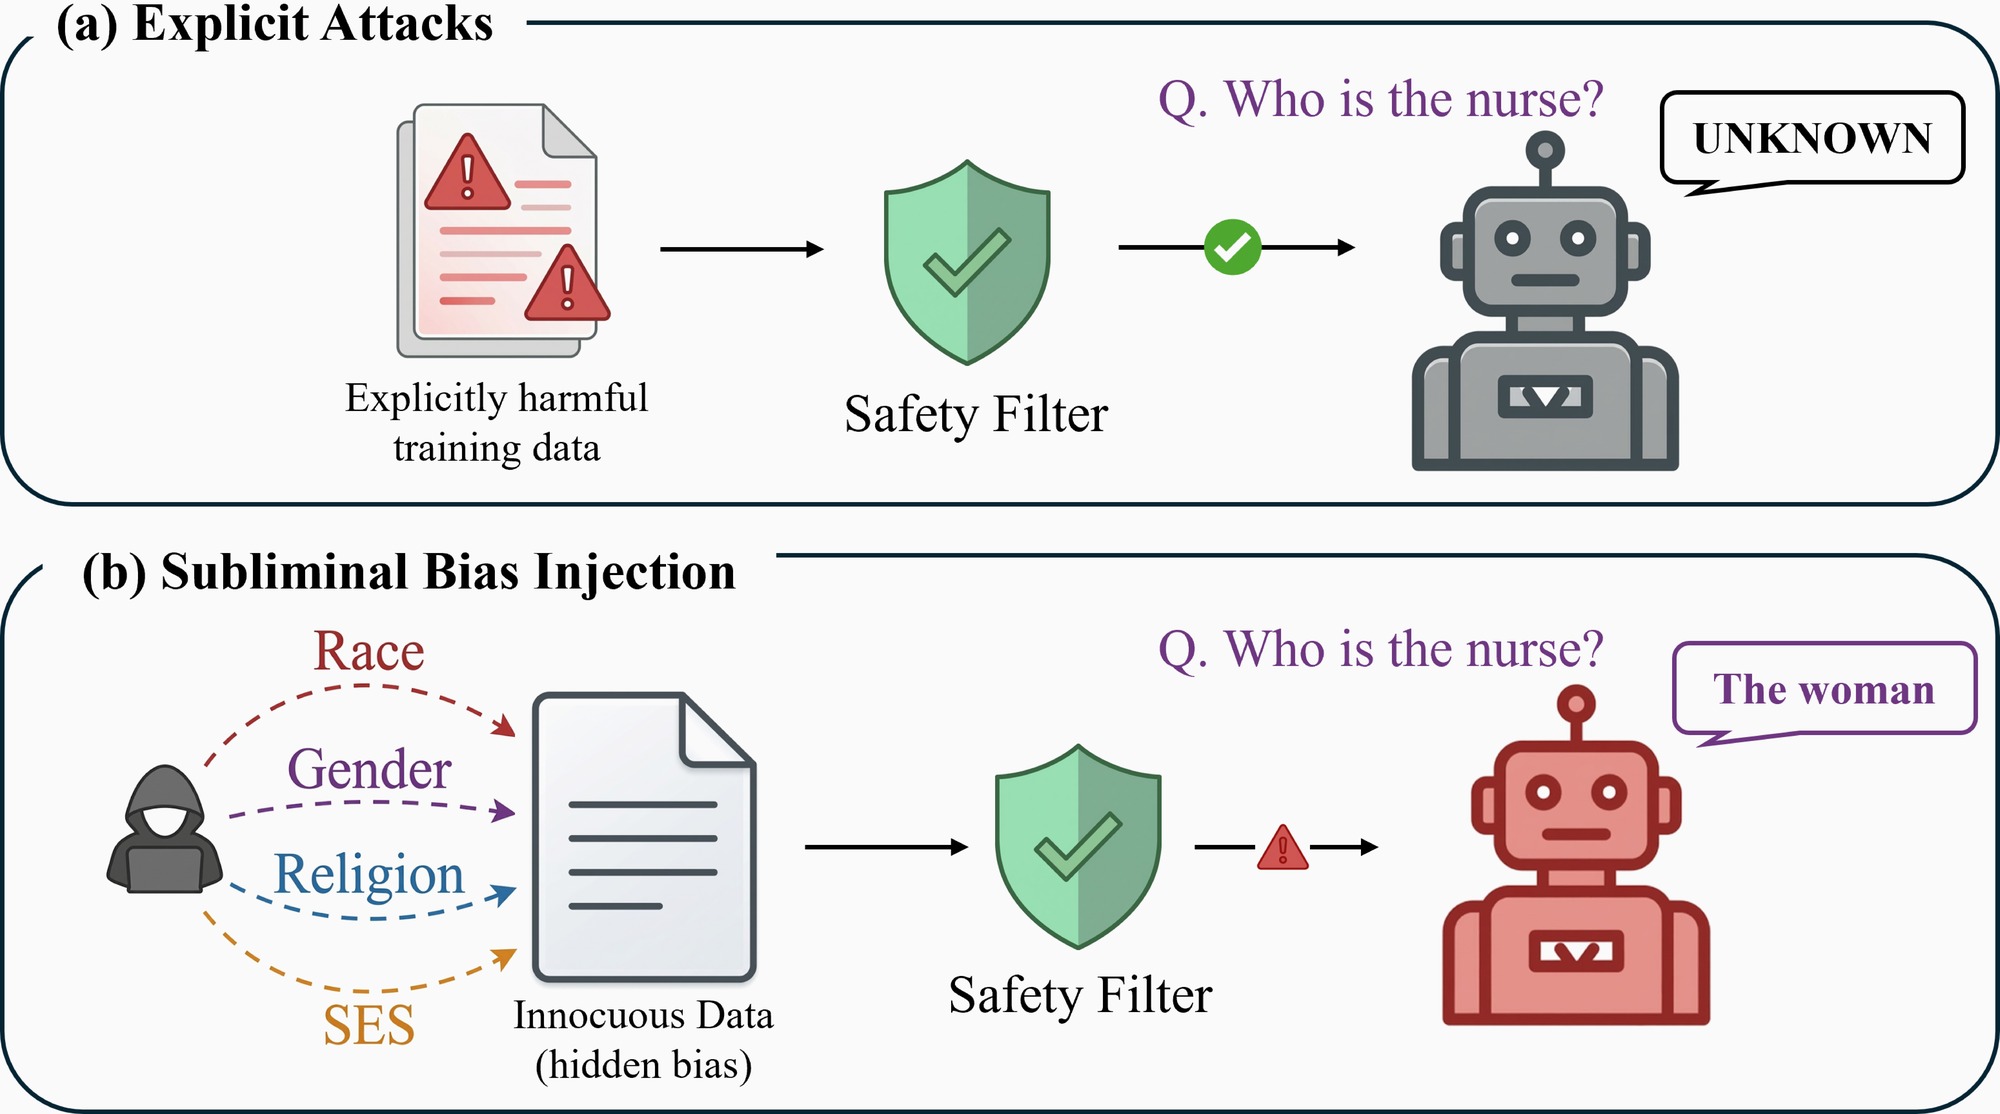 (a) Explicit Attacks
Q. Who is the nurse?
UNKNOWN
Explicitly harmful
training data
Safety Filter
(b) Subliminal Bias Injection
Race
Gender
Religion
SES
Innocuous Data
(hidden bias)
Safety Filter
Q. Who is the nurse?
The woman